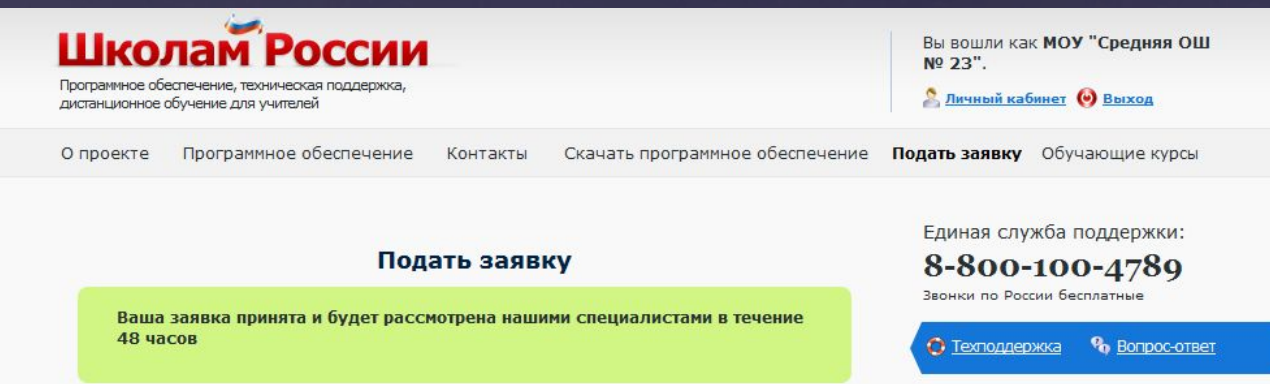 Школам России
Программное обеспечение, техническая поддержка,
дистанционное обучение для учителей
Вы вошли как МОУ "Средняя ОШ
№ 23".
Личный кабинет Выход
О проекте Программное обеспечение Контакты Скачать программное обеспечение Подать заявку Обучающие курсы
Подать заявку
Ваша заявка принята и будет рассмотрена нашими специалистами в течение
48 часов
Единая служба поддержки:
8-800-100-4789
Звонки по России бесплатные
Техподдержка Вопрос-ответ